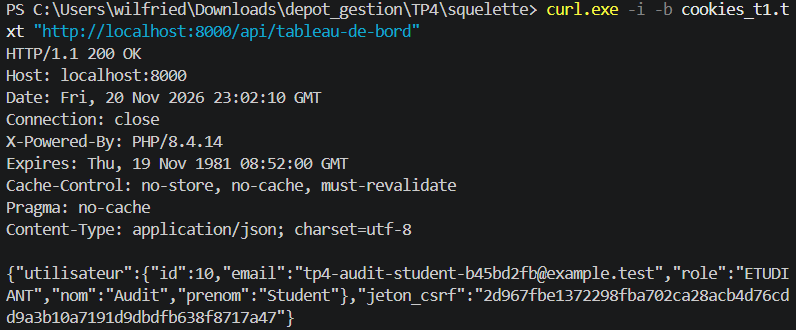 PS C:\Users\wilfried\Downloads\depot_gestion\TP4\squelette> curl.exe -i -b cookies_t1.t
xt "http://localhost:8000/api/tableau-de-bord"
HTTP/1.1 200 OK
Host: localhost:8000
Date: Fri, 20 Nov 2026 23:02:10 GMT
Connection: close
X-Powered-By: PHP/8.4.14
Expires: Thu, 19 Nov 1981 08:52:00 GMT
Cache-Control: no-store, no-cache, must-revalidate
Pragma: no-cache
Content-Type: application/json; charset=utf-8

{"utilisateur":{"id":10,"email":"tp4-audit-student-b45bd2fb@example.test","role":"ETUDI
ANT","nom":"Audit","prenom":"Student"},"jeton_csrf":"2d967fbe1372298fba702ca28acb4d76cd
d9a3b10a7191d9dbdfb638f8717a47"}